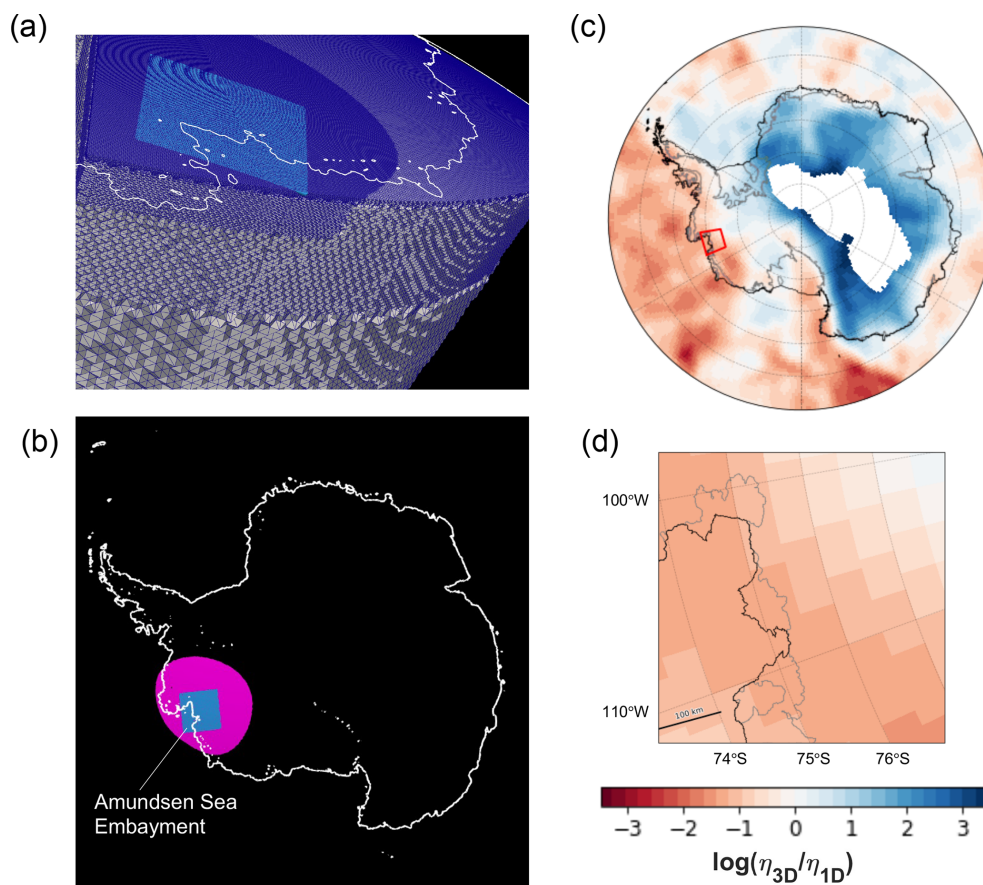 (a)
(b)
Amundsen Sea
Embayment
(c)
(d)
100°W
110°W
100 km
74°S 75°S 76°S
−3 −2 −1 0 1 2 3
log(η3D/η1D)